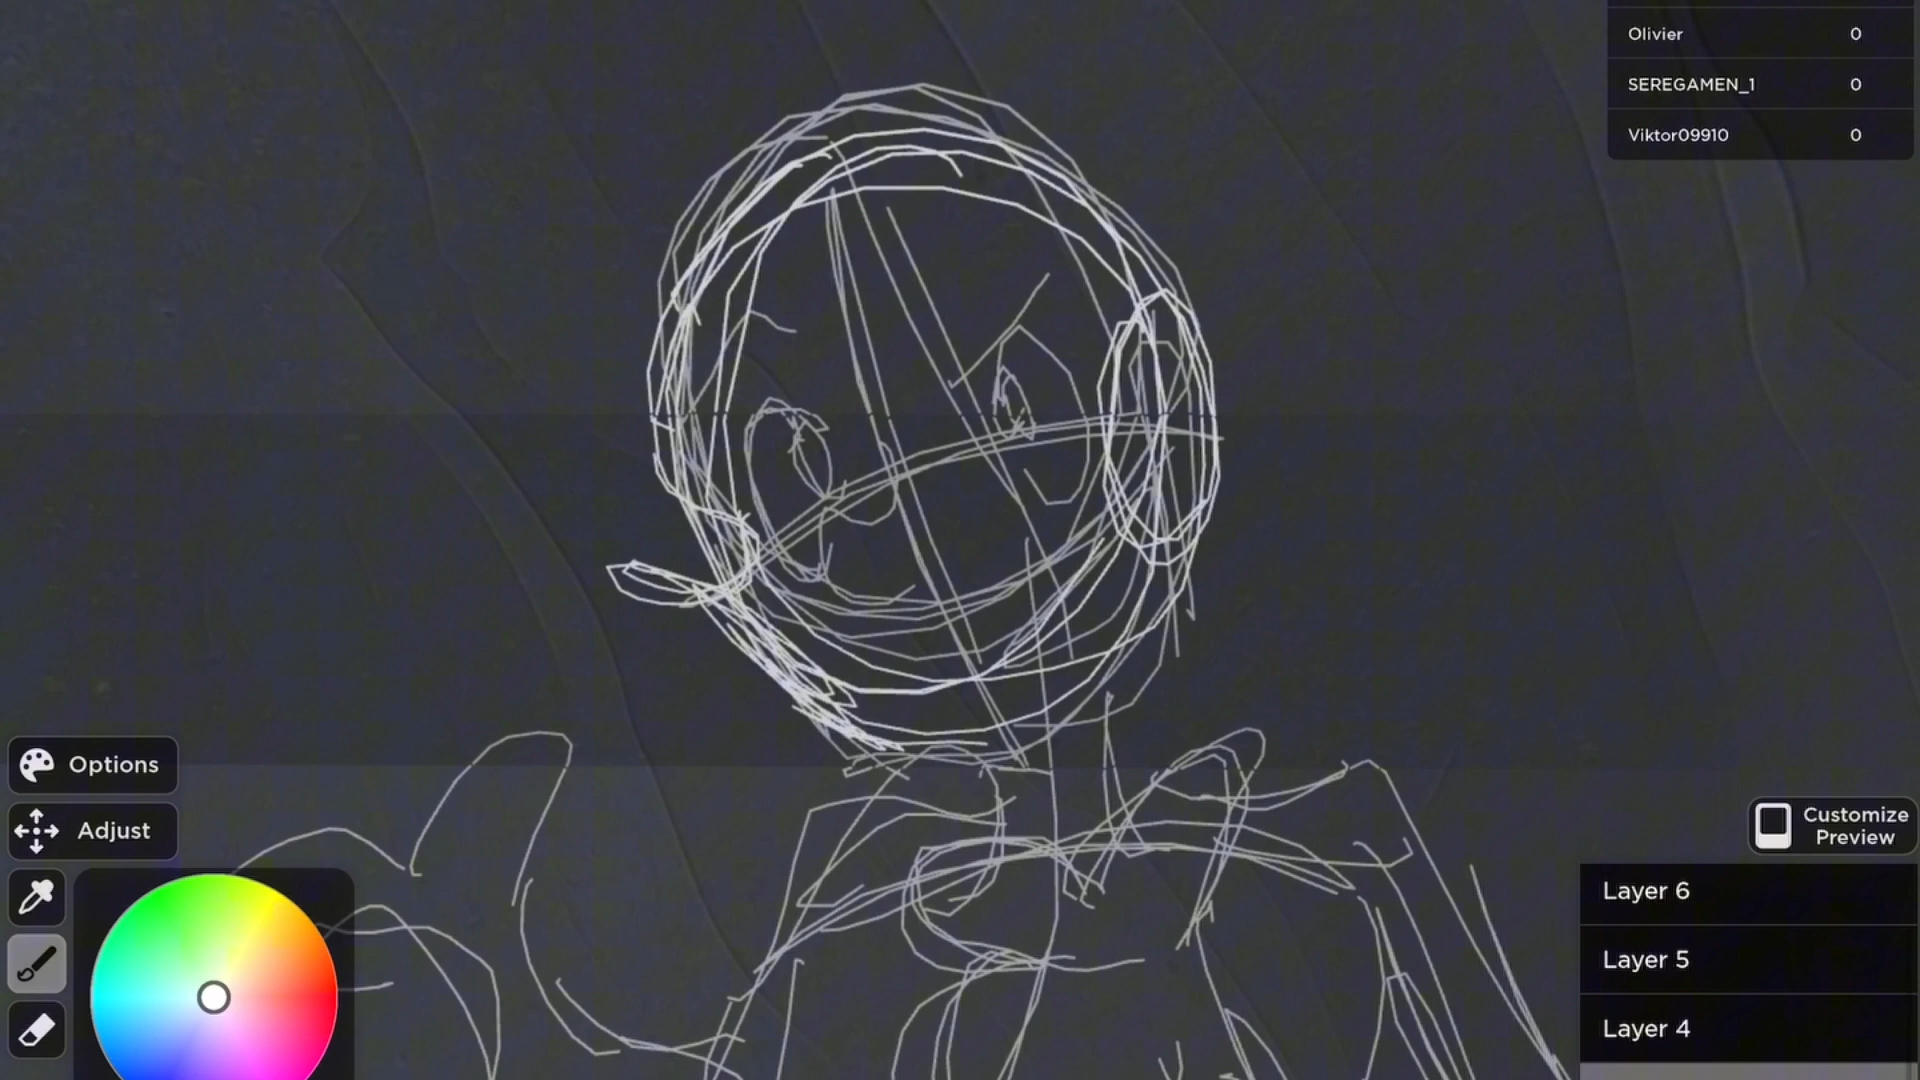 Olivier 0
SEREGAMEN_1 0
Viktor09910 0
Options
Adjust
Customize
Preview
Layer 6
Layer 5
Layer 4